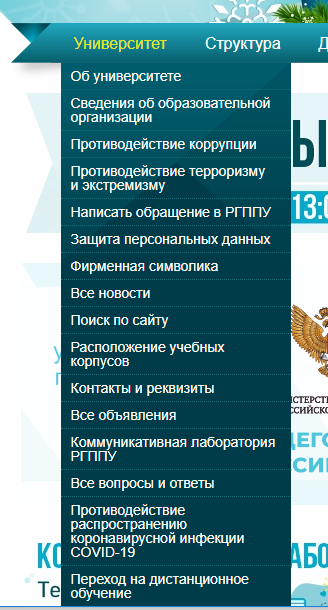 Университет Структура
Об университете
Сведения об образовательной
организации
Противодействие коррупции
Противодействие терроризму
и экстремизму
Написать обращение в РГППУ
Защита персональных данных
Фирменная символика
Все новости
Поиск по сайту
Расположение учебных
корпусов
Контакты и реквизиты
Все объявления
Коммуникативная лаборатория
РГППУ
Все вопросы и ответы
Противодействие
распространению
коронавирусной инфекции
COVID-19
Переход на дистанционное
обучение